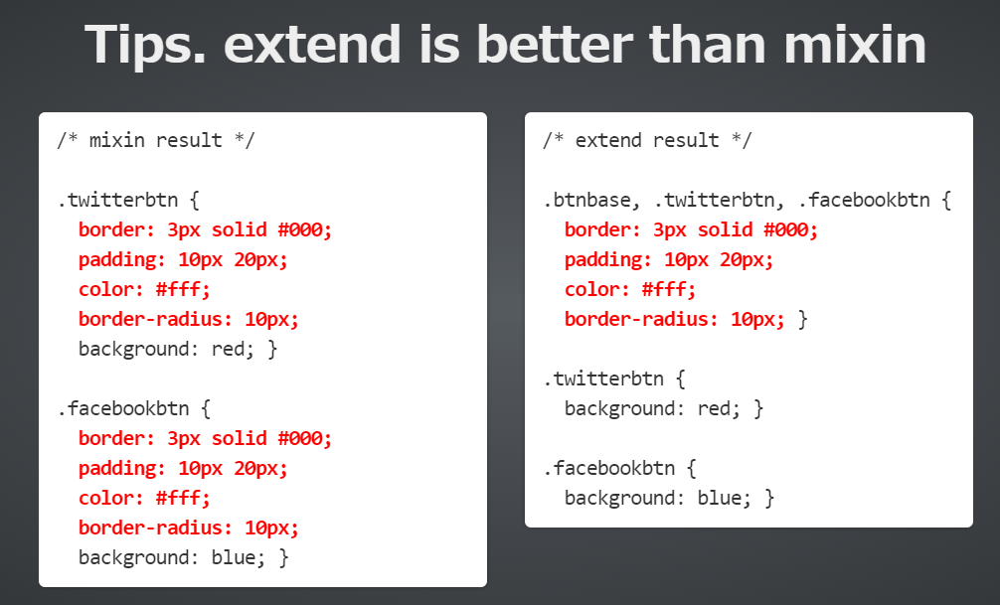 Tips. extend is better than mixin
/* mixin result */
.twitterbtn {
  border: 3px solid #000;
  padding: 10px 20px;
  color: #fff;
  border-radius: 10px;
  background: red; }
.facebookbtn {
  border: 3px solid #000;
  padding: 10px 20px;
  color: #fff;
  border-radius: 10px;
  background: blue; }
/* extend result */
.btnbase, .twitterbtn, .facebookbtn {
  border: 3px solid #000;
  padding: 10px 20px;
  color: #fff;
  border-radius: 10px; }
.twitterbtn {
  background: red; }
.facebookbtn {
  background: blue; }